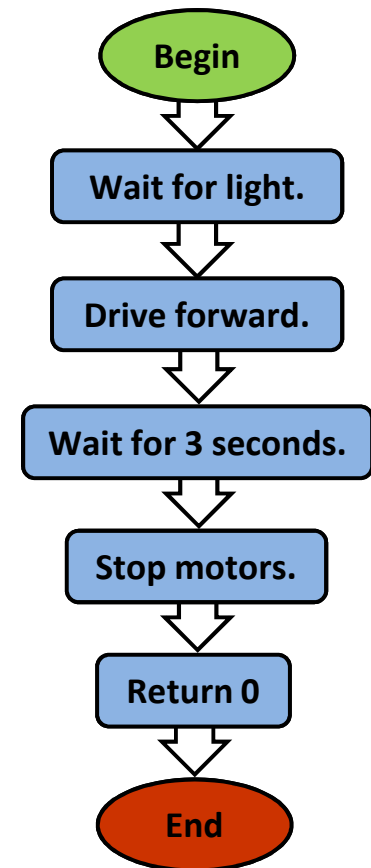 Begin
Wait for light.
Drive forward.
Wait for 3 seconds.
Stop motors.
Return 0
End